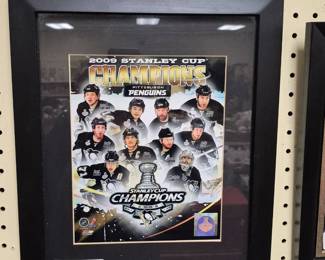 2009 STANLEY CUP
CHAMPIONS
PITTSBURGH
PENGUINS
STANLEY CUP
CHAMPIONS